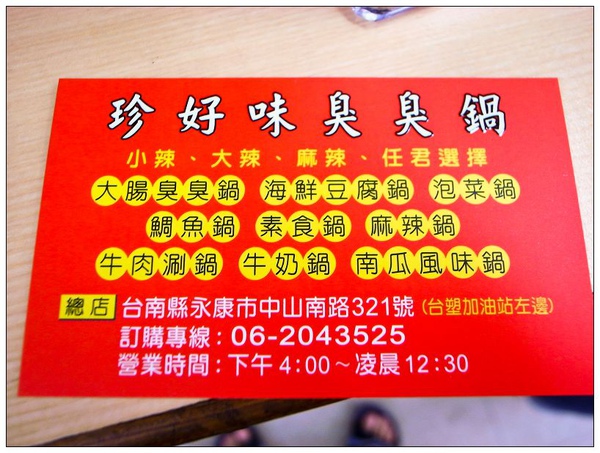 珍好味臭臭鍋
小辣、大辣、麻辣、任君選擇
大腸臭臭鍋 海鮮豆腐鍋 泡菜鍋
鯛魚鍋 素食鍋 麻辣鍋
牛肉涮鍋 牛奶鍋 南瓜風味鍋
總店 台南縣永康市中山南路321號(台塑加油站左邊)
訂購專線:06-2043525
營業時間:下午4:00～凌晨12:30